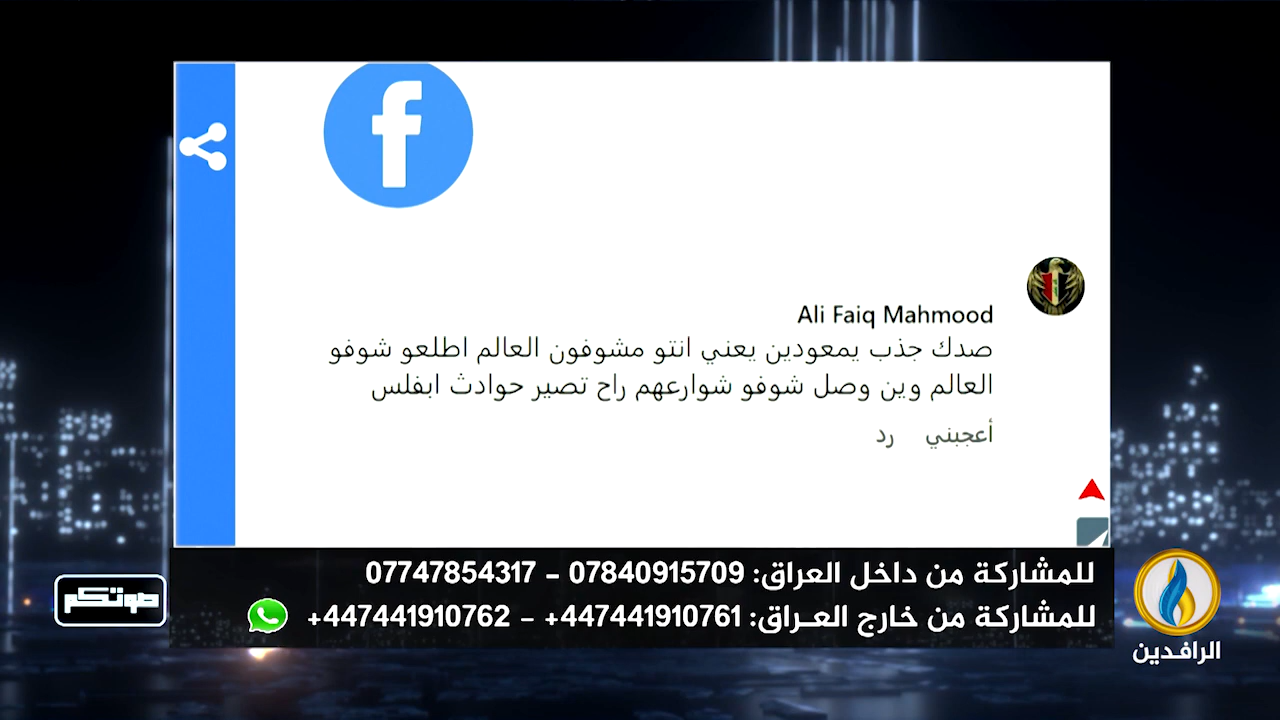 f
Ali Faiq Mahmood
صدك جذب يمعودين يعني انتو مشوفون العالم اطلعو شوفو
العالم وين وصل شوفو شوارعهم راح تصير حوادث ابفلس
أعجبني رد
للمشاركة من داخل العراق: 07840915709 - 07747854317
للمشاركة من خارج العـراق: 447441910761+ - 447441910762+
صوتكم
الرافدين